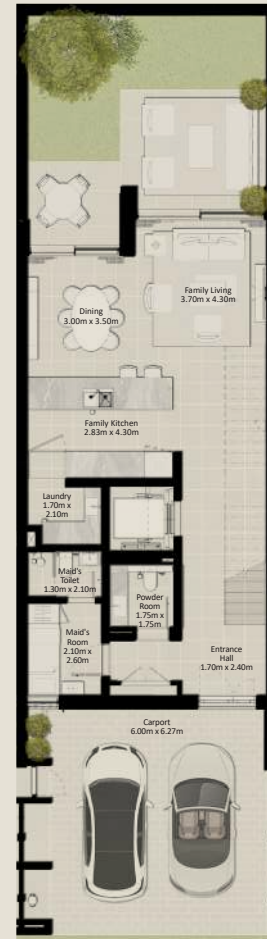 Family Living
3.70m x 4.30m
Dining
3.00m x 3.50m
Family Kitchen
2.83m x 4.30m
Laundry
1.70m x
2.10m
Maid's
Toilet
1.30m x 2.10m
Powder
Room
1.75m x
1.75m
Maid's
Room
2.10m x
2.60m
Entrance
Hall
1.70m x 2.40m
Carport
6.00m x 6.27m